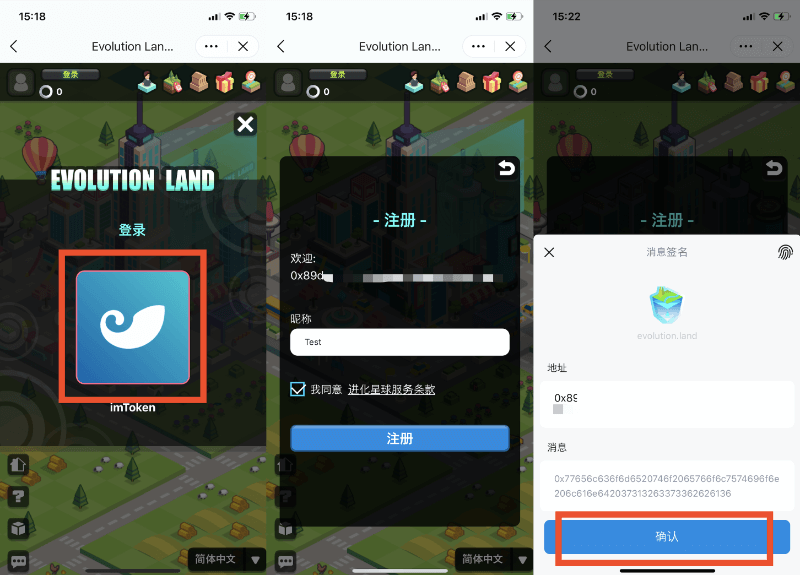 15:18
Evolution Lan...
登录
0
EVOLUTION LAND
登录
imToken
简体中文
15:18
Evolution Lan...
登录
0
- 注册 -
欢迎:
0x89d
昵称
Test
我同意 进化星球服务条款
注册
简体中文
15:22
Evolution Lan...
登录
0
- 注册 -
消息签名
evolution.land
地址
0x89
消息
0x77656c636f6d6520746f2065766f6c7574696f6e
206c616e642037313263373362626136
确认